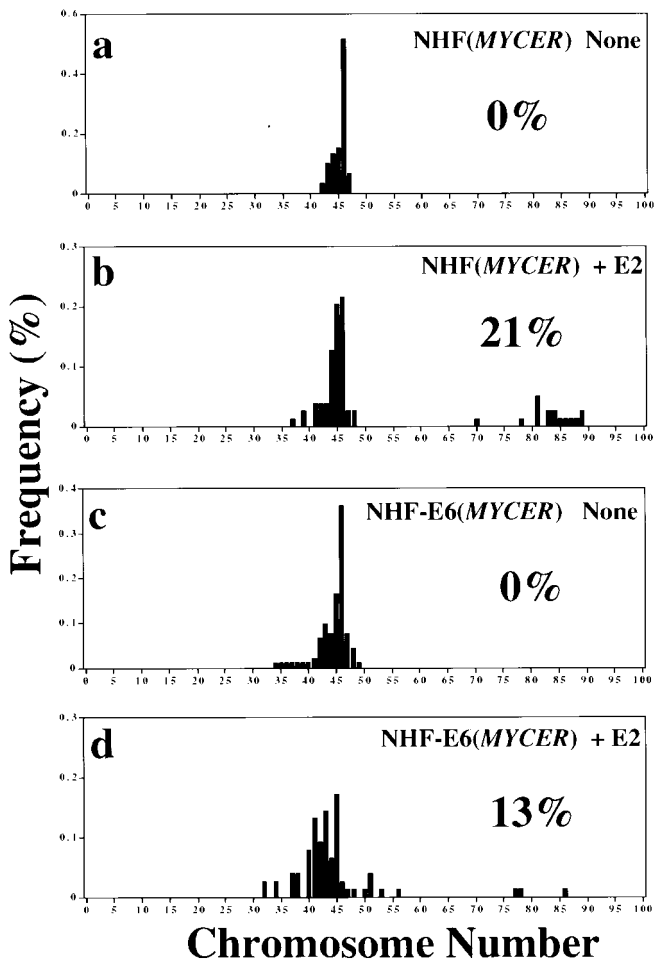 Frequency (%)
a
NHF(MYCER) None
0%
0.6
0.4
0.2
0
0 5 10 15 20 25 30 35 40 45 50 55 60 65 70 75 80 85 90 95 100
b
NHF(MYCER) + E2
21%
0.3
0.2
0.1
0
0 5 10 15 20 25 30 35 40 45 50 55 60 65 70 75 80 85 90 95 100
c
NHF-E6(MYCER) None
0%
0.4
0.3
0.2
0.1
0
0 5 10 15 20 25 30 35 40 45 50 55 60 65 70 75 80 85 90 95 100
d
NHF-E6(MYCER) + E2
13%
0.3
0.2
0.1
0
0 5 10 15 20 25 30 35 40 45 50 55 60 65 70 75 80 85 90 95 100
Chromosome Number